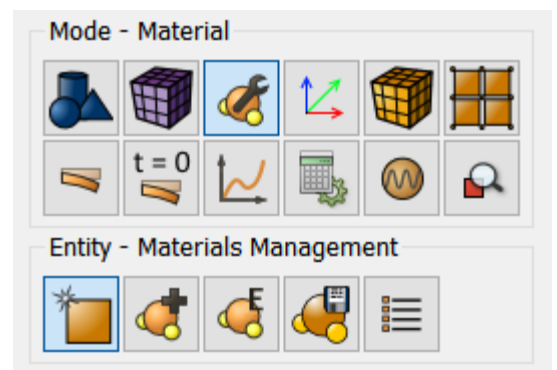 Mode - Material
t = 0
Entity - Materials Management
E